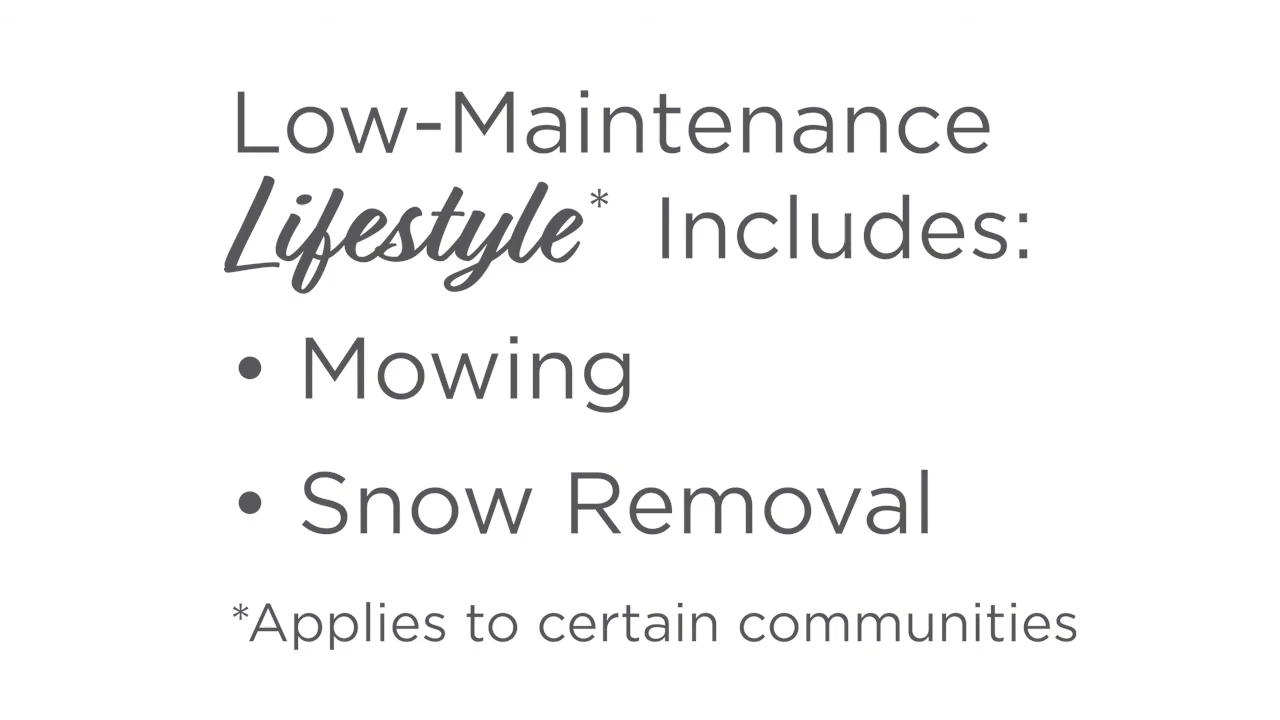 Low-Maintenance
Lifestyle* Includes:
• Mowing
• Snow Removal
*Applies to certain communities